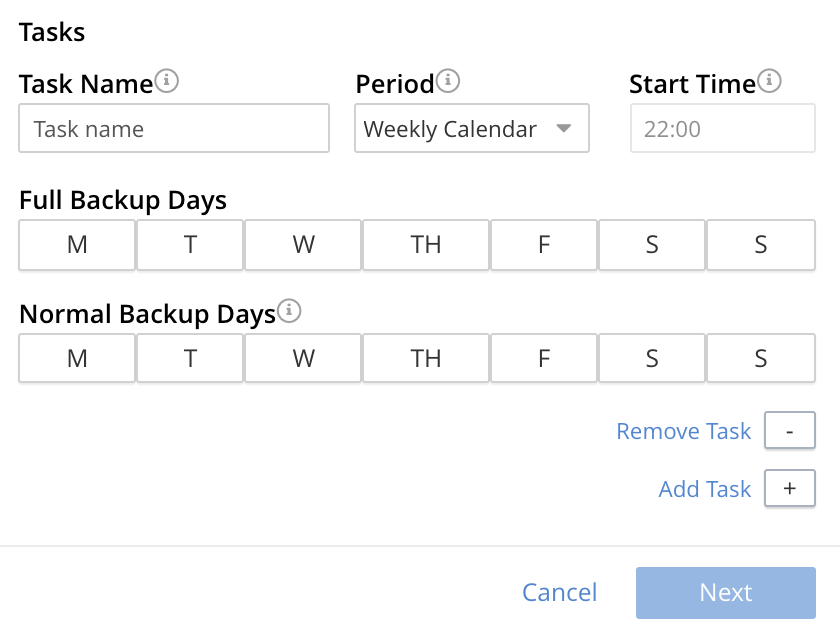 Tasks
Task Name Period Start Time
Task name Weekly Calendar 22:00
Full Backup Days
M T W TH F S S
Normal Backup Days
M T W TH F S S
Remove Task -
Add Task +
Cancel Next